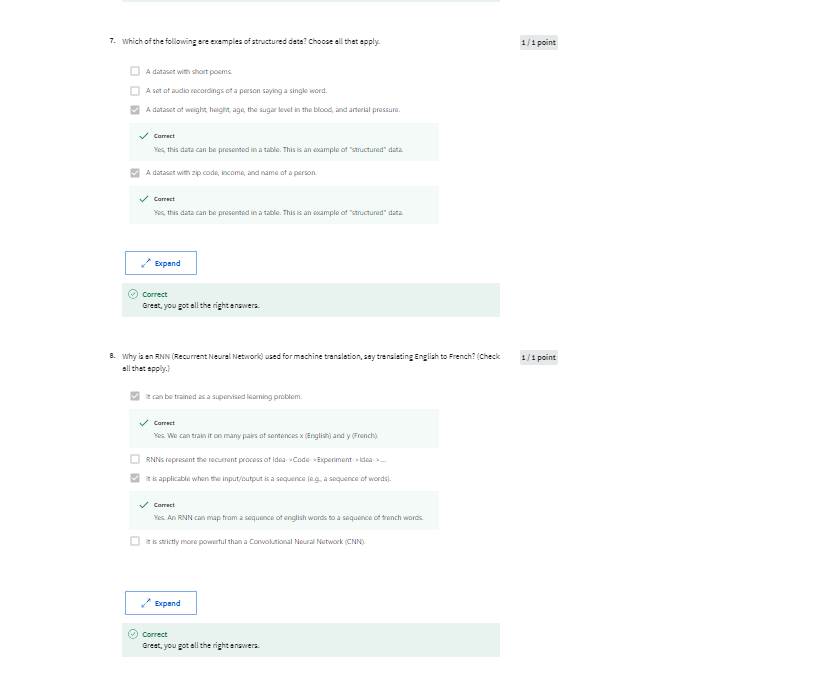 7. Which of the following are examples of structured data? Choose all that apply.
1 / 1 point
A dataset with short poems.
A set of audio recordings of a person saying a single word.
A dataset of weight, height, age, the sugar level in the blood, and arterial pressure.
Correct
Yes, this data can be presented in a table. This is an example of "structured" data.
A dataset with zip code, income, and name of a person.
Correct
Yes, this data can be presented in a table. This is an example of "structured" data.
Expand
Correct
Great, you got all the right answers.
8. Why is an RNN (Recurrent Neural Network) used for machine translation, say translating English to French? (Check
all that apply.)
1 / 1 point
It can be trained as a supervised learning problem.
Correct
Yes. We can train it on many pairs of sentences x (English) and y (French).
RNNs represent the recurrent process of Idea->Code->Experiment->Idea->....
It is applicable when the input/output is a sequence (e.g., a sequence of words).
Correct
Yes. An RNN can map from a sequence of english words to a sequence of french words.
It is strictly more powerful than a Convolutional Neural Network (CNN).
Expand
Correct
Great, you got all the right answers.